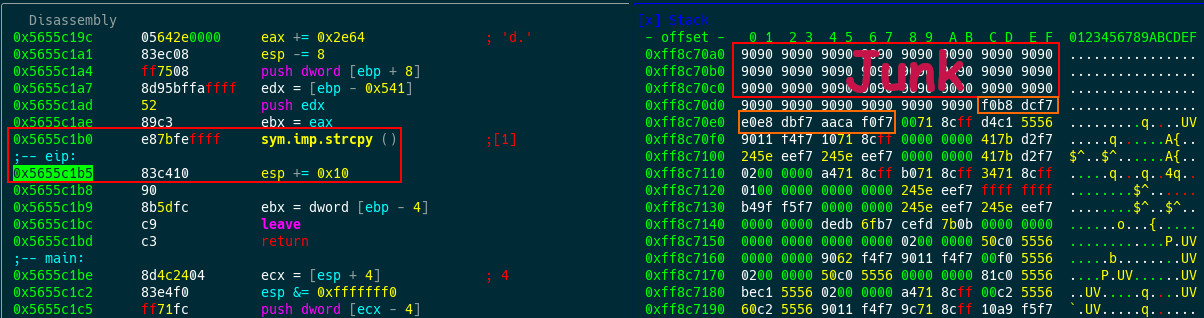 Disassembly
0x5655c19c 05642e0000 eax += 0x2e64 ; 'd.'
0x5655c1a1 83ec08 esp -= 8
0x5655c1a4 ff7508 push dword [ebp + 8]
0x5655c1a7 8d95bffaffff edx = [ebp - 0x541]
0x5655c1ad 52 push edx
0x5655c1ae 89c3 ebx = eax
0x5655c1b0 e87bfeffff sym.imp.strcpy () ;[1]
;-- eip:
0x5655c1b5 83c410 esp += 0x10
0x5655c1b8 90
0x5655c1b9 8b5dfc ebx = dword [ebp - 4]
0x5655c1bc c9 leave
0x5655c1bd c3 return
;-- main:
0x5655c1be 8d4c2404 ecx = [esp + 4] ; 4
0x5655c1c2 83e4f0 esp &= 0xfffffff0
0x5655c1c5 ff71fc push dword [ecx - 4]
[x] Stack
- offset - 0 1 2 3 4 5 6 7 8 9 A B C D E F 0123456789ABCDEF
0xff8c70a0 9090 9090 9090 9090 9090 9090 9090 9090 ................
0xff8c70b0 9090 9090 9090 9090 9090 9090 9090 9090 ................
Junk
0xff8c70c0 9090 9090 9090 9090 9090 9090 9090 9090 ................
0xff8c70d0 9090 9090 9090 9090 9090 9090 f0b8 dcf7 ................
0xff8c70e0 e0e8 dbf7 aaca f0f7 0071 8cff d4c1 5556 .........q....UV
0xff8c70f0 9011 f4f7 1071 8cff 0000 0000 417b d2f7 .....q......A{..
0xff8c7100 245e eef7 245e eef7 0000 0000 417b d2f7 $^..$^......A{..
0xff8c7110 0200 0000 a471 8cff b071 8cff 3471 8cff .....q...q..4q..
0xff8c7120 0100 0000 0000 0000 245e eef7 ffff ffff ........$^......
0xff8c7130 b49f f5f7 0000 0000 245e eef7 245e eef7 ........$^..$^..
0xff8c7140 0000 0000 dedb 6fb7 cefd 7b0b 0000 0000 ......o...{.....
0xff8c7150 0000 0000 0000 0000 0200 0000 50c0 5556 ............P.UV
0xff8c7160 0000 0000 9062 f4f7 9011 f4f7 00f0 5556 .....b........UV
0xff8c7170 0200 0000 50c0 5556 0000 0000 81c0 5556 ....P.UV......UV
0xff8c7180 bec1 5556 0200 0000 a471 8cff 00c2 5556 ..UV.....q....UV
0xff8c7190 60c2 5556 9011 f4f7 9c71 8cff 10a9 f5f7 `.UV.....q......